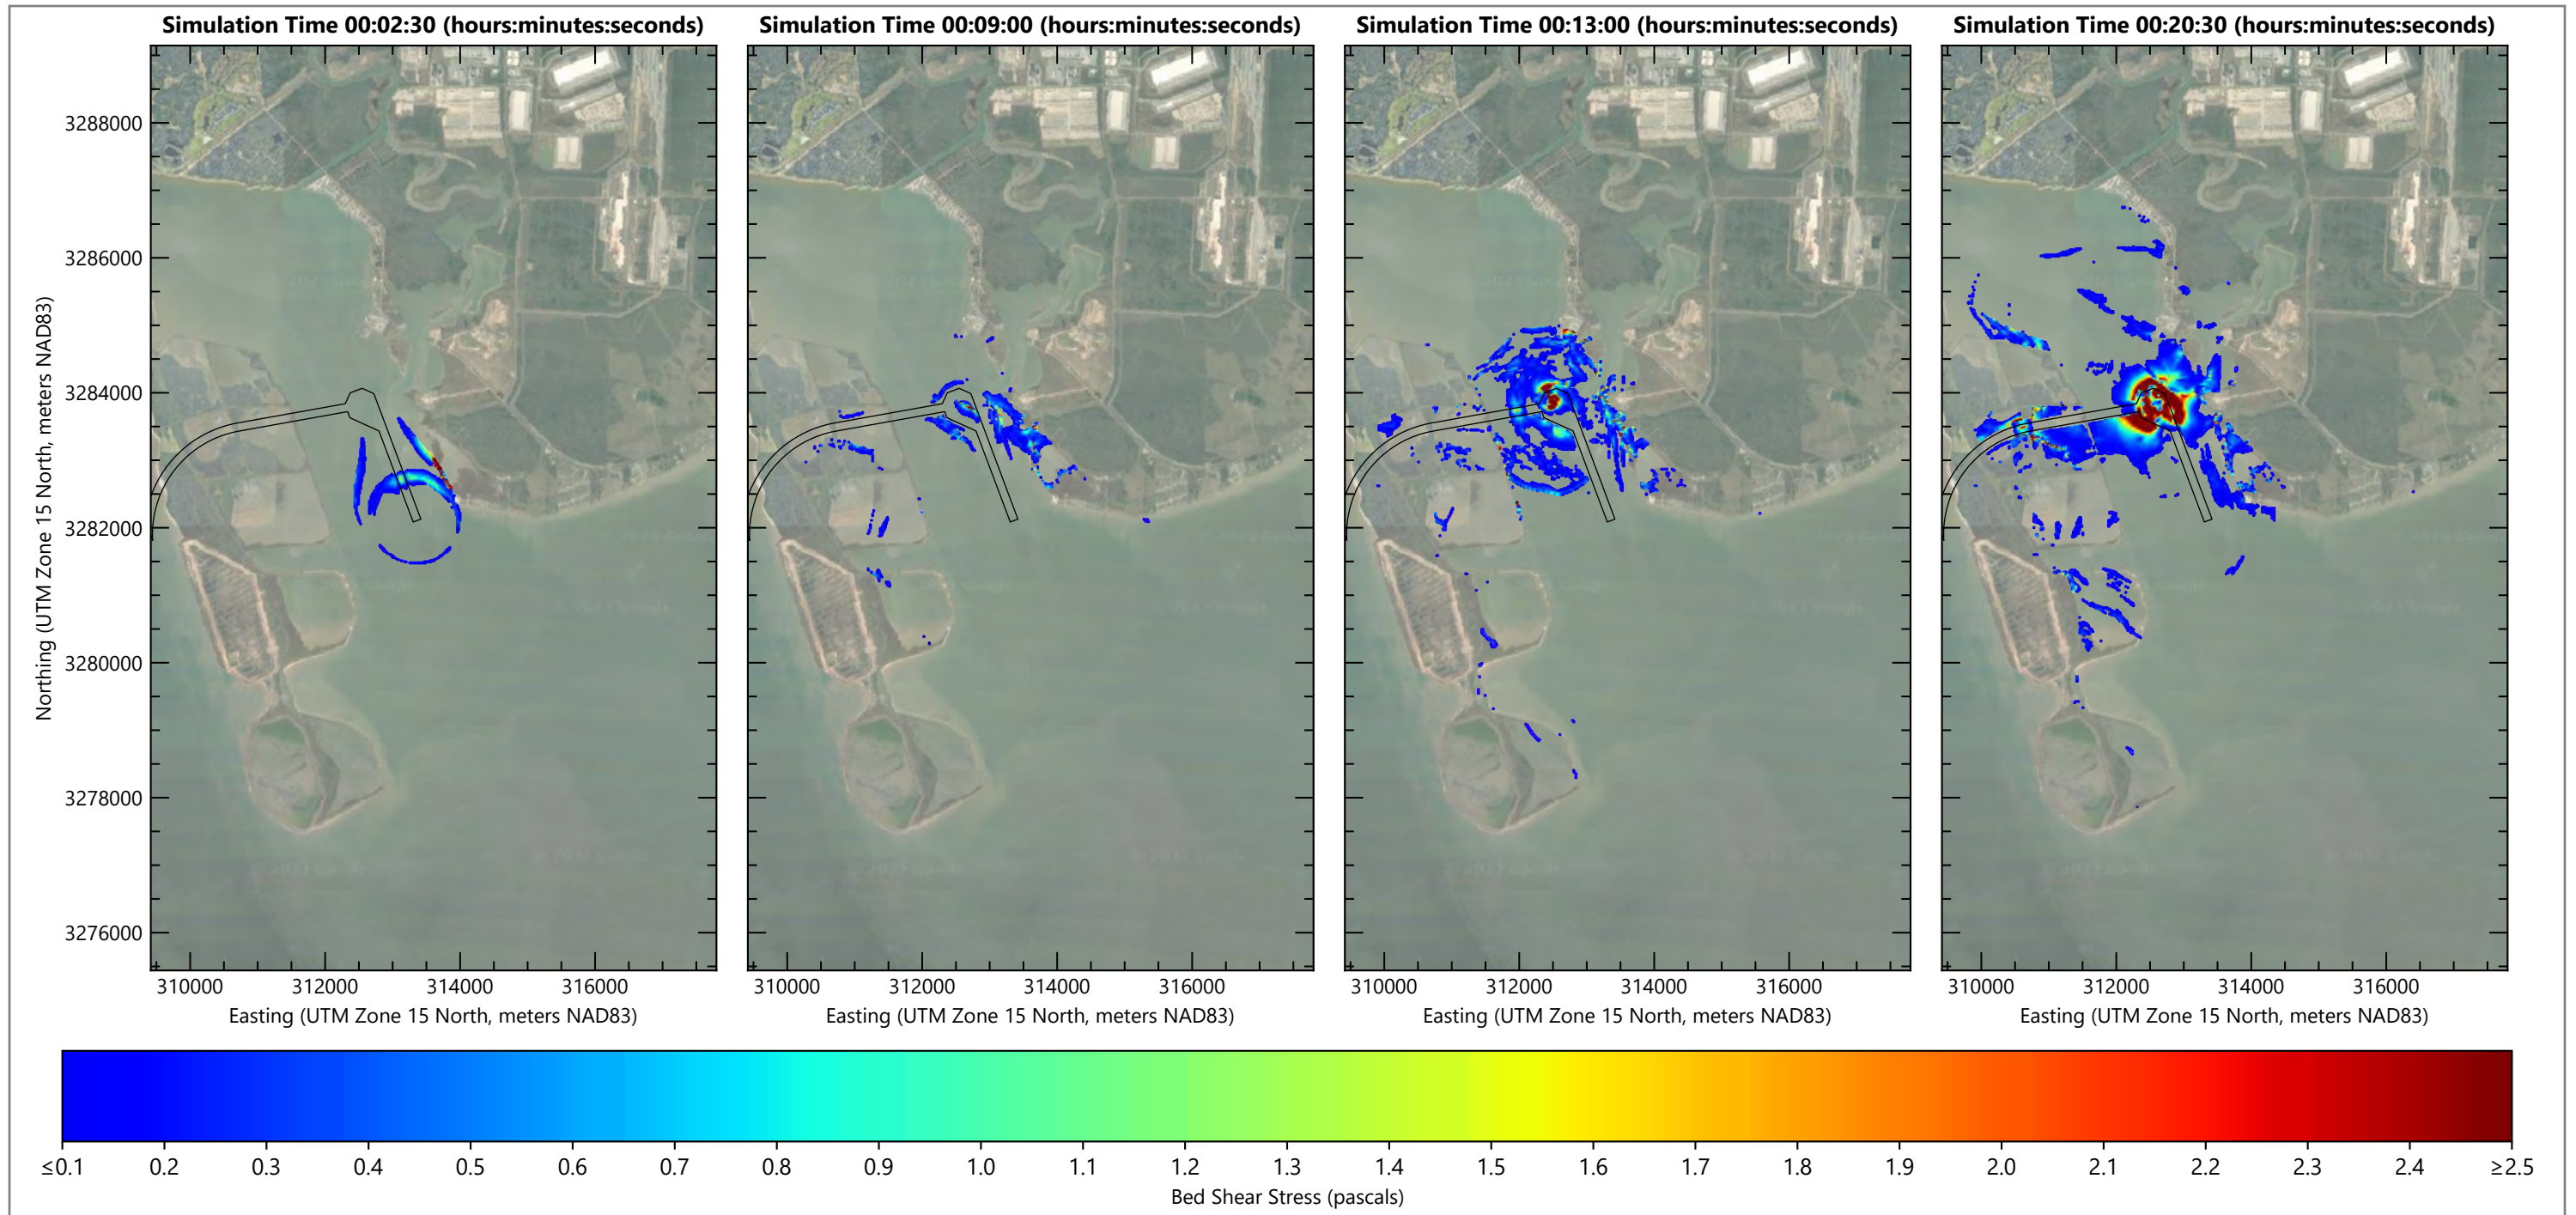 Simulation Time 00:02:30 (hours:minutes:seconds)
Simulation Time 00:09:00 (hours:minutes:seconds)
Simulation Time 00:13:00 (hours:minutes:seconds)
Simulation Time 00:20:30 (hours:minutes:seconds)
Northing (UTM Zone 15 North, meters NAD83)
3288000
3286000
3284000
3282000
3280000
3278000
3276000
310000 312000 314000 316000
310000 312000 314000 316000
310000 312000 314000 316000
310000 312000 314000 316000
Easting (UTM Zone 15 North, meters NAD83)
Easting (UTM Zone 15 North, meters NAD83)
Easting (UTM Zone 15 North, meters NAD83)
Easting (UTM Zone 15 North, meters NAD83)
≤0.1 0.2 0.3 0.4 0.5 0.6 0.7 0.8 0.9 1.0 1.1 1.2 1.3 1.4 1.5 1.6 1.7 1.8 1.9 2.0 2.1 2.2 2.3 2.4 ≥2.5
Bed Shear Stress (pascals)